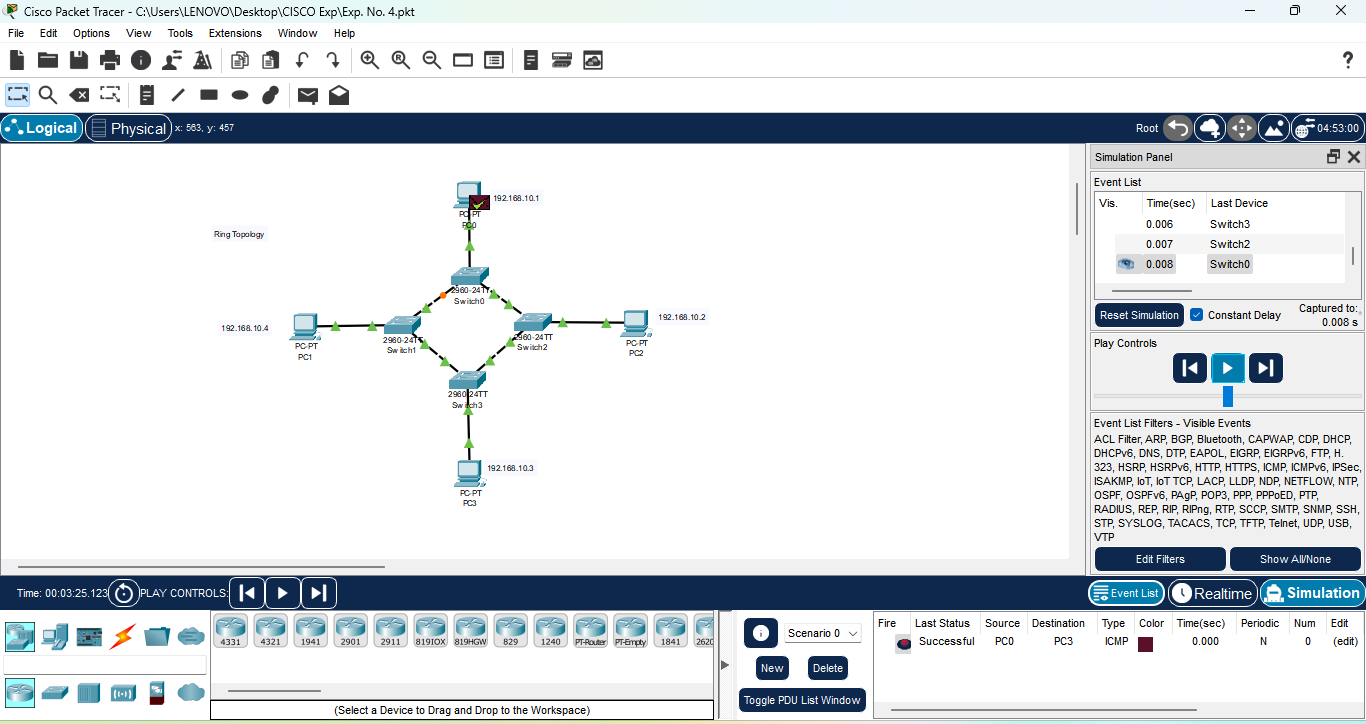 Cisco Packet Tracer - C:\Users\LENOVO\Desktop\CISCO Exp\Exp. No. 4.pkt
File Edit Options View Tools Extensions Window Help
Logical Physical x: 563, y: 457 Root 04:53:00
Simulation Panel
Event List
Vis. Time(sec) Last Device
0.006 Switch3
0.007 Switch2
0.008 Switch0
Reset Simulation Constant Delay Captured to:
0.008 s
Play Controls
Event List Filters - Visible Events
ACL Filter, ARP, BGP, Bluetooth, CAPWAP, CDP, DHCP,
DHCPv6, DNS, DTP, EAPOL, EIGRP, EIGRPv6, FTP, H.
323, HSRP, HSRPv6, HTTP, HTTPS, ICMP, ICMPv6, IPSec,
ISAKMP, IoT, IoT TCP, LACP, LLDP, NDP, NETFLOW, NTP,
OSPF, OSPFv6, PAgP, POP3, PPP, PPPoED, PTP,
RADIUS, REP, RIP, RIPng, RTP, SCCP, SMTP, SNMP, SSH,
STP, SYSLOG, TACACS, TCP, TFTP, Telnet, UDP, USB,
VTP
Edit Filters Show All/None
192.168.10.1
PC-PT
PC0
Ring Topology
2960-24TT
Switch0
192.168.10.4
PC-PT
PC1
2960-24TT
Switch1
2960-24TT
Switch2
192.168.10.2
PC-PT
PC2
2960-24TT
Switch3
192.168.10.3
PC-PT
PC3
Time: 00:03:25.123 PLAY CONTROLS: Event List Realtime Simulation
4331 4321 1941 2901 2911 819IOX 819HGW 829 1240 PT-Router PT-Empty 1841 2620
(Select a Device to Drag and Drop to the Workspace)
Scenario 0
New Delete
Toggle PDU List Window
Fire Last Status Source Destination Type Color Time(sec) Periodic Num Edit
Successful PC0 PC3 ICMP 0.000 N 0 (edit)